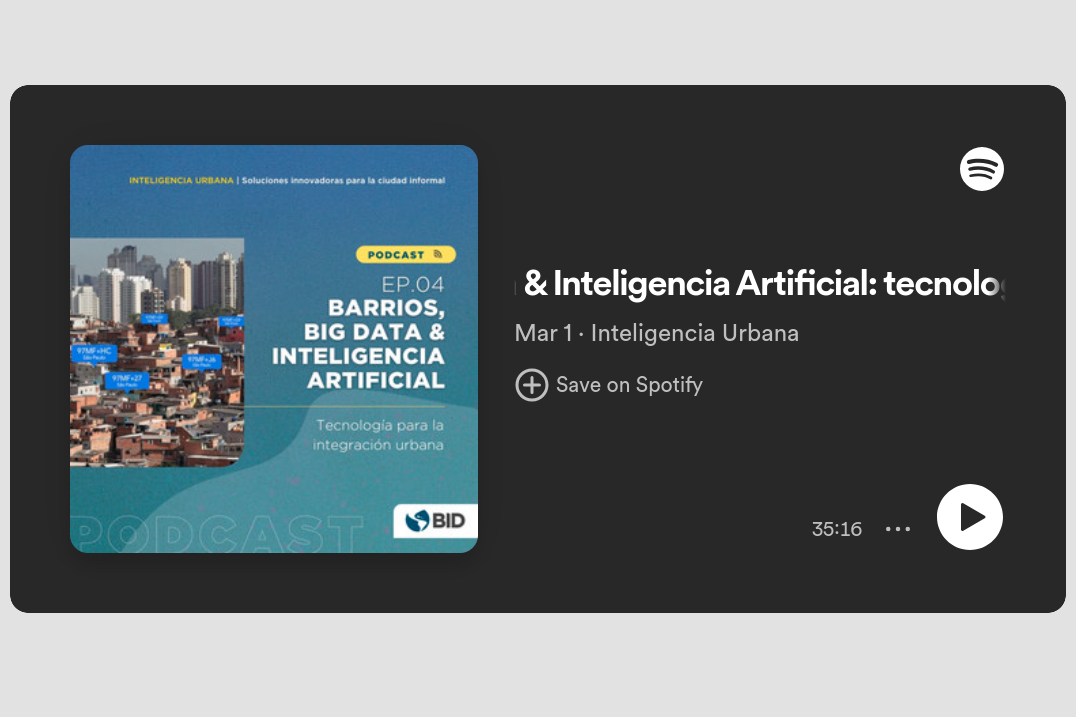 INTELIGENCIA URBANA | Soluciones innovadoras para la ciudad informal
PODCAST
EP.04
BARRIOS,
BIG DATA &
INTELIGENCIA
ARTIFICIAL
Tecnología para la
integración urbana
97MF+HC
São Paulo
97MF+J6
São Paulo
97MF+27
São Paulo
PODCAST
BID
& Inteligencia Artificial: tecnolo
Mar 1 · Inteligencia Urbana
Save on Spotify
35:16